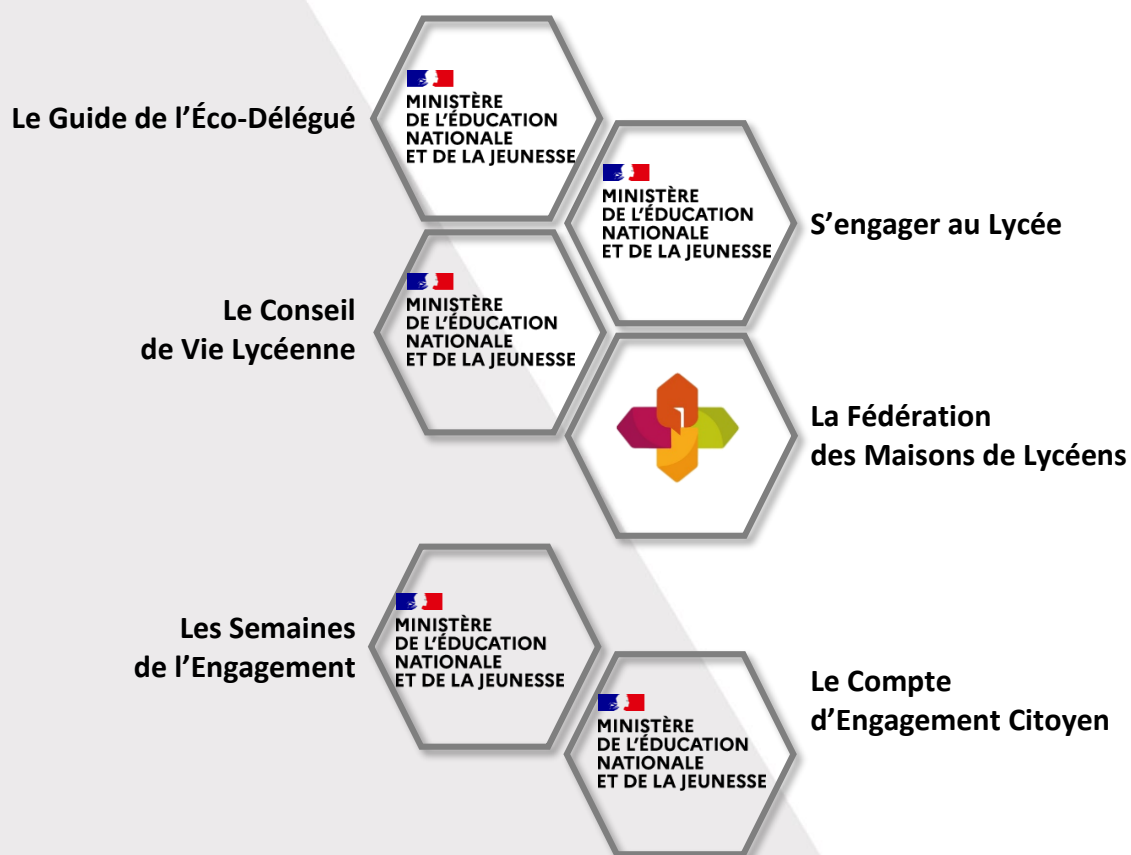 Le Guide de l’Éco-Délégué
MINISTÈRE
DE L’ÉDUCATION
NATIONALE
ET DE LA JEUNESSE
MINISTÈRE
DE L’ÉDUCATION
NATIONALE
ET DE LA JEUNESSE
S’engager au Lycée
Le Conseil
de Vie Lycéenne
MINISTÈRE
DE L’ÉDUCATION
NATIONALE
ET DE LA JEUNESSE
La Fédération
des Maisons de Lycéens
Les Semaines
de l’Engagement
MINISTÈRE
DE L’ÉDUCATION
NATIONALE
ET DE LA JEUNESSE
MINISTÈRE
DE L’ÉDUCATION
NATIONALE
ET DE LA JEUNESSE
Le Compte
d’Engagement Citoyen